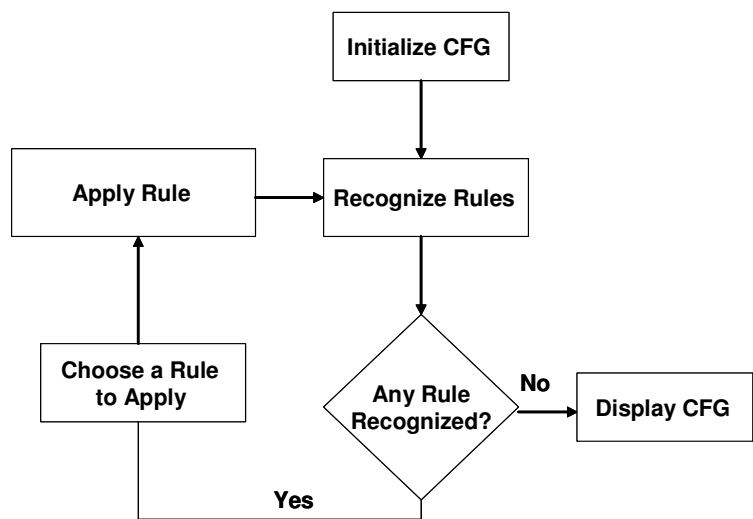 Initialize CFG
Apply Rule
Recognize Rules
Choose a Rule
to Apply
Any Rule
Recognized?
No
Display CFG
Yes